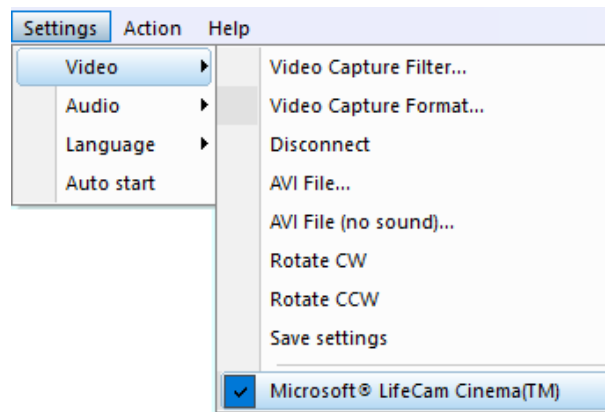 Settings Action Help
Video
Audio
Language
Auto start
Video Capture Filter...
Video Capture Format...
Disconnect
AVI File...
AVI File (no sound)...
Rotate CW
Rotate CCW
Save settings
Microsoft® LifeCam Cinema(TM)